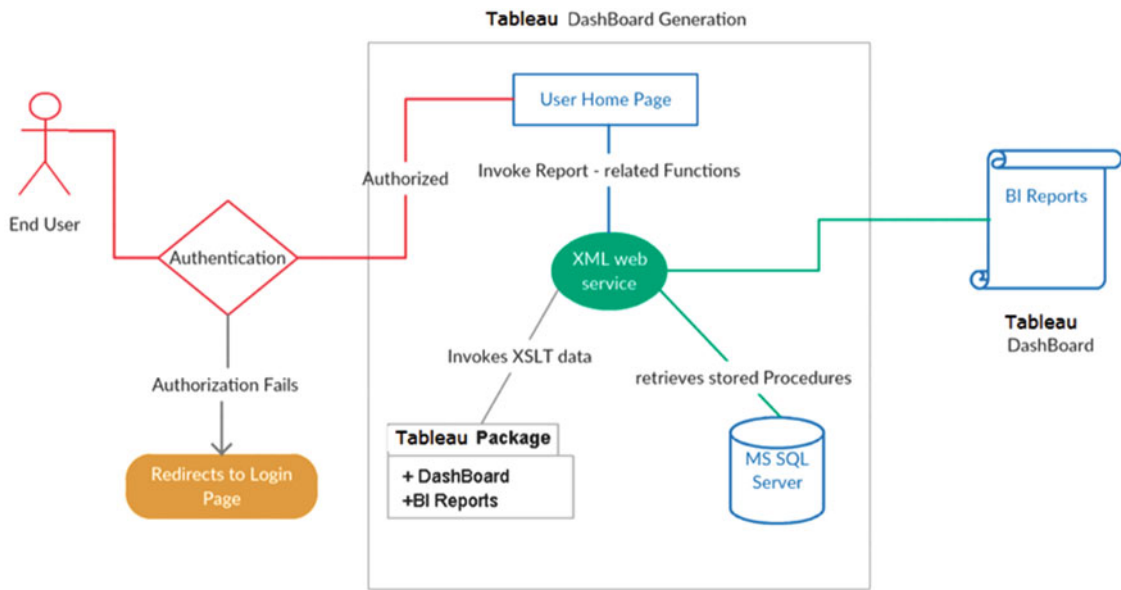 Tableau DashBoard Generation
User Home Page
End User
Authorized
Invoke Report - related Functions
BI Reports
Authentication
XML web
service
Tableau
DashBoard
Invokes XSLT data
retrieves stored Procedures
Authorization Fails
Tableau Package
+ DashBoard
+BI Reports
MS SQL
Server
Redirects to Login
Page